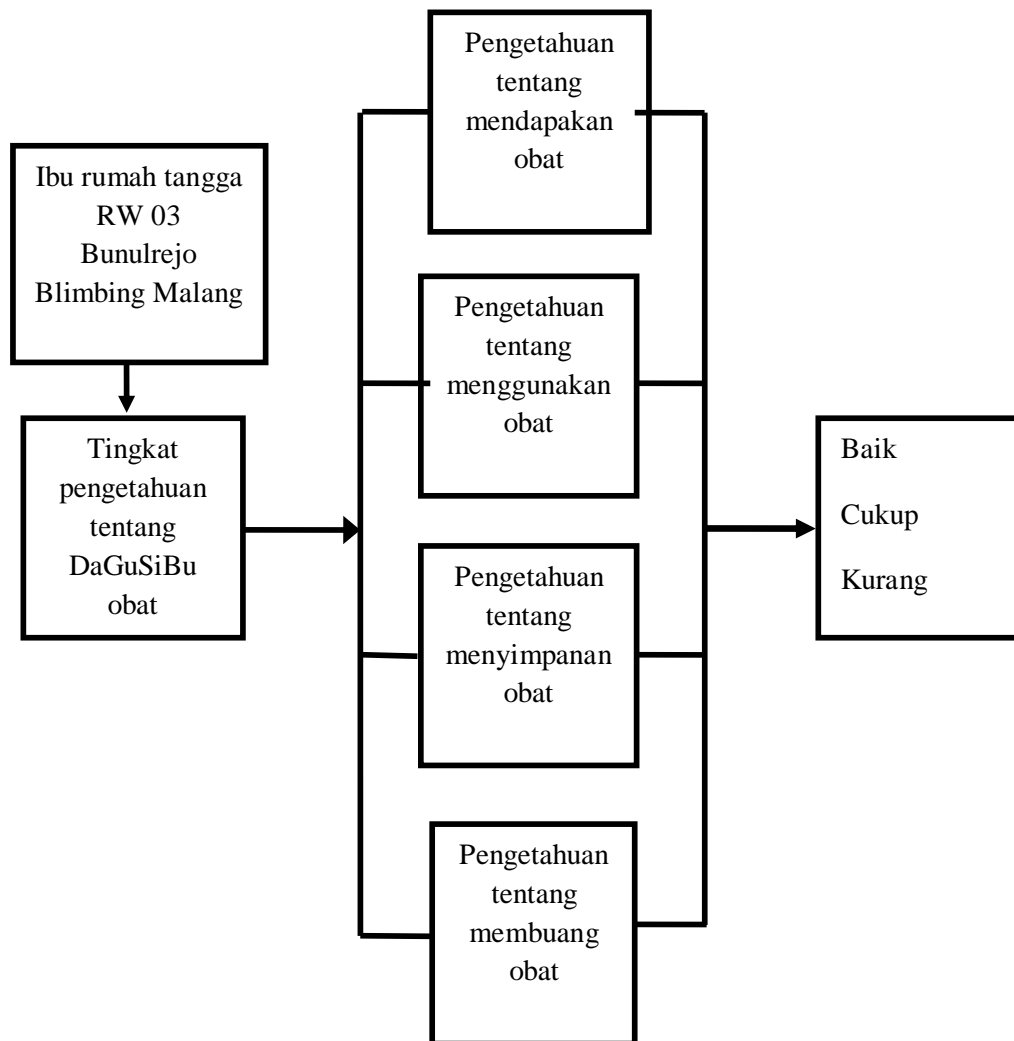 Ibu rumah tangga
RW 03
Bunulrejo
Blimbing Malang
Tingkat
pengetahuan
tentang
DaGuSiBu
obat
Pengetahuan
tentang
mendapakan
obat
Pengetahuan
tentang
menggunakan
obat
Pengetahuan
tentang
menyimpanan
obat
Pengetahuan
tentang
membuang
obat
Baik
Cukup
Kurang